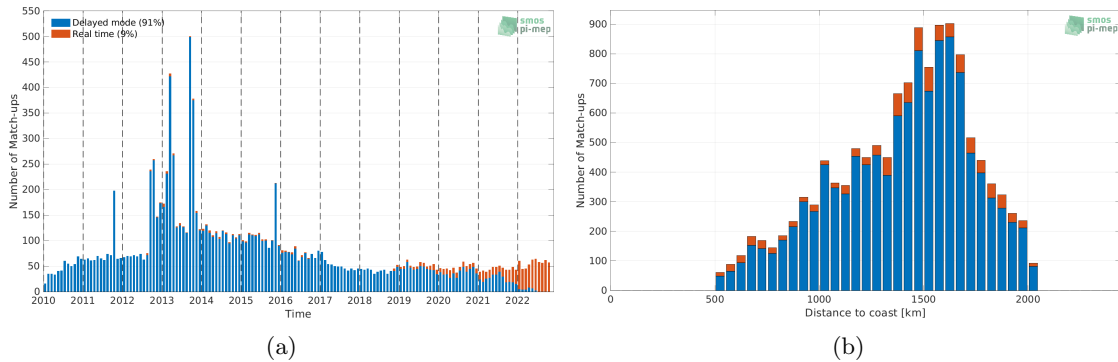 Delayed mode (91%)
Real time (9%)
smos
pi-mep
Number of Match-ups
550
500
450
400
350
300
250
200
150
100
50
0
2010 2011 2012 2013 2014 2015 2016 2017 2018 2019 2020 2021 2022
Time
(a)
smos
pi-mep
Number of Match-ups
900
800
700
600
500
400
300
200
100
0
0 500 1000 1500 2000
Distance to coast [km]
(b)